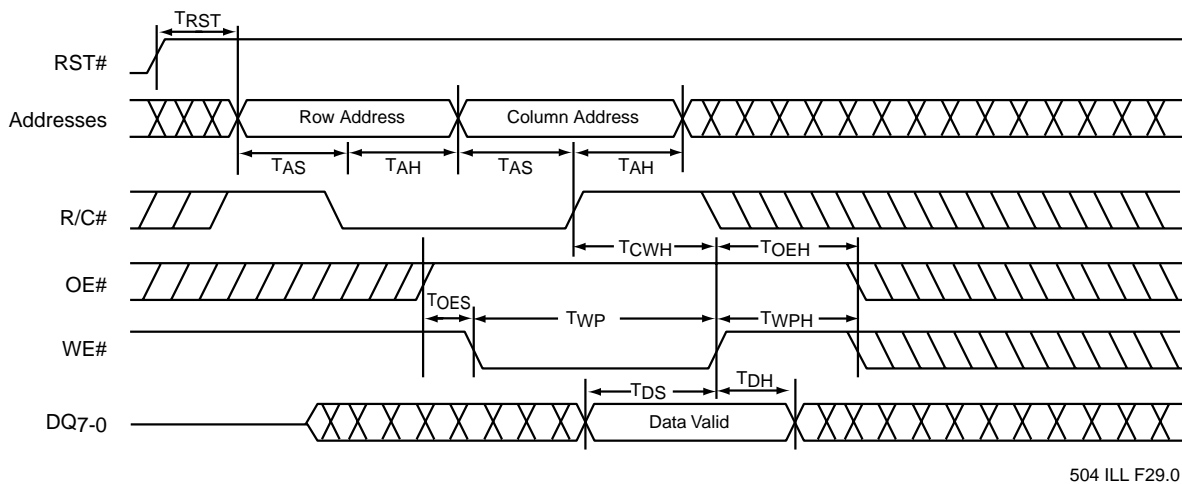 TRST
RST#
Addresses
Row Address
Column Address
TAS
TAH
TAS
TAH
R/C#
TCWH
TOEH
OE#
TOES
TWP
TWPH
WE#
TDS
TDH
DQ7-0
Data Valid
504 ILL F29.0